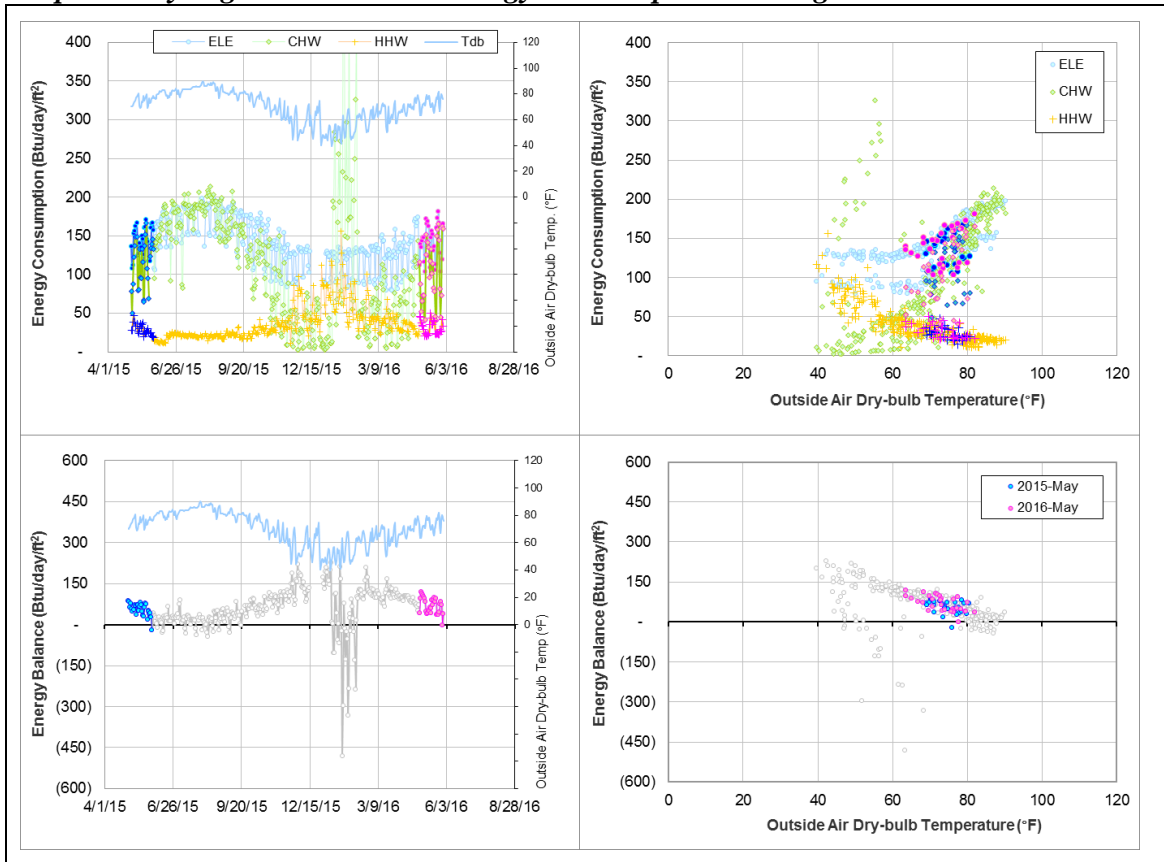 ELE CHW HHW Tdb
Energy Consumption (Btu/day/ft²)
400
350
300
250
200
150
100
50
-
120
100
80
60
40
20
0
Outside Air Dry-bulb Temp. (°F)
4/1/15 6/26/15 9/20/15 12/15/15 3/9/16 6/3/16 8/28/16
Energy Consumption (Btu/day/ft²)
400
350
300
250
200
150
100
50
-
ELE
CHW
HHW
0 20 40 60 80 100 120
Outside Air Dry-bulb Temperature (°F)
Energy Balance (Btu/day/ft²)
600
450
300
150
-
(150)
(300)
(450)
(600)
120
100
80
60
40
20
0
Outside Air Dry-bulb Temp (°F)
4/1/15 6/26/15 9/20/15 12/15/15 3/9/16 6/3/16 8/28/16
Energy Balance (Btu/day/ft²)
600
450
300
150
-
(150)
(300)
(450)
(600)
2015-May
2016-May
0 20 40 60 80 100 120
Outside Air Dry-bulb Temperature (°F)